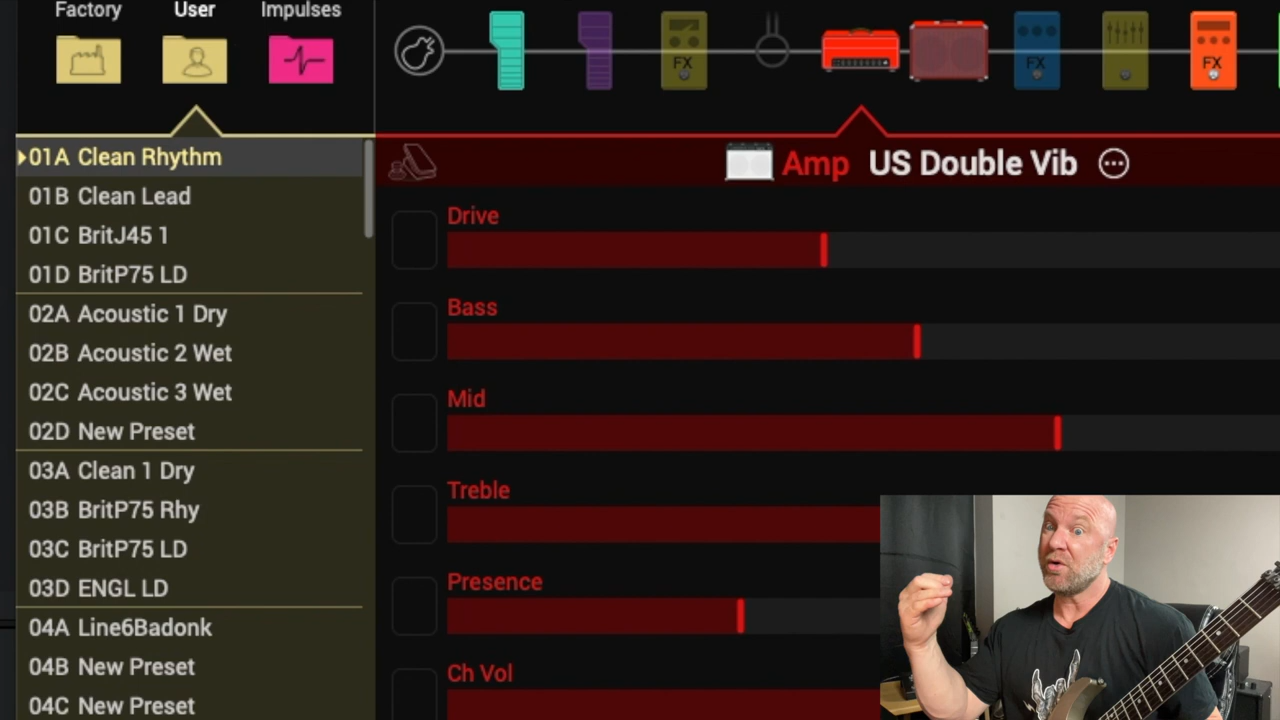 Factory User Impulses
FX
FX
FX
01A Clean Rhythm
01B Clean Lead
01C BritJ45 1
01D BritP75 LD
02A Acoustic 1 Dry
02B Acoustic 2 Wet
02C Acoustic 3 Wet
02D New Preset
03A Clean 1 Dry
03B BritP75 Rhy
03C BritP75 LD
03D ENGL LD
04A Line6Badonk
04B New Preset
04C New Preset
Amp US Double Vib
Drive
Bass
Mid
Treble
Presence
Ch Vol